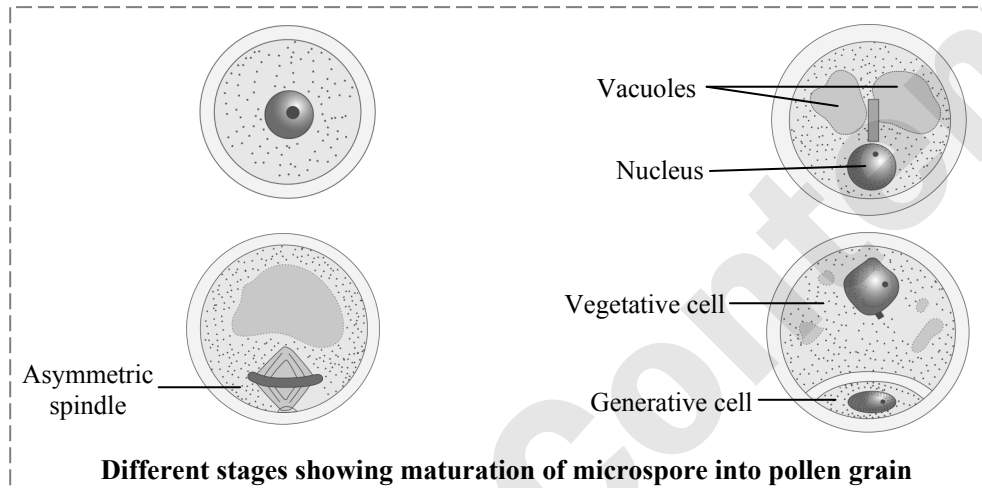 Vacuoles
Nucleus
Asymmetric
spindle
Vegetative cell
Generative cell
Different stages showing maturation of microspore into pollen grain